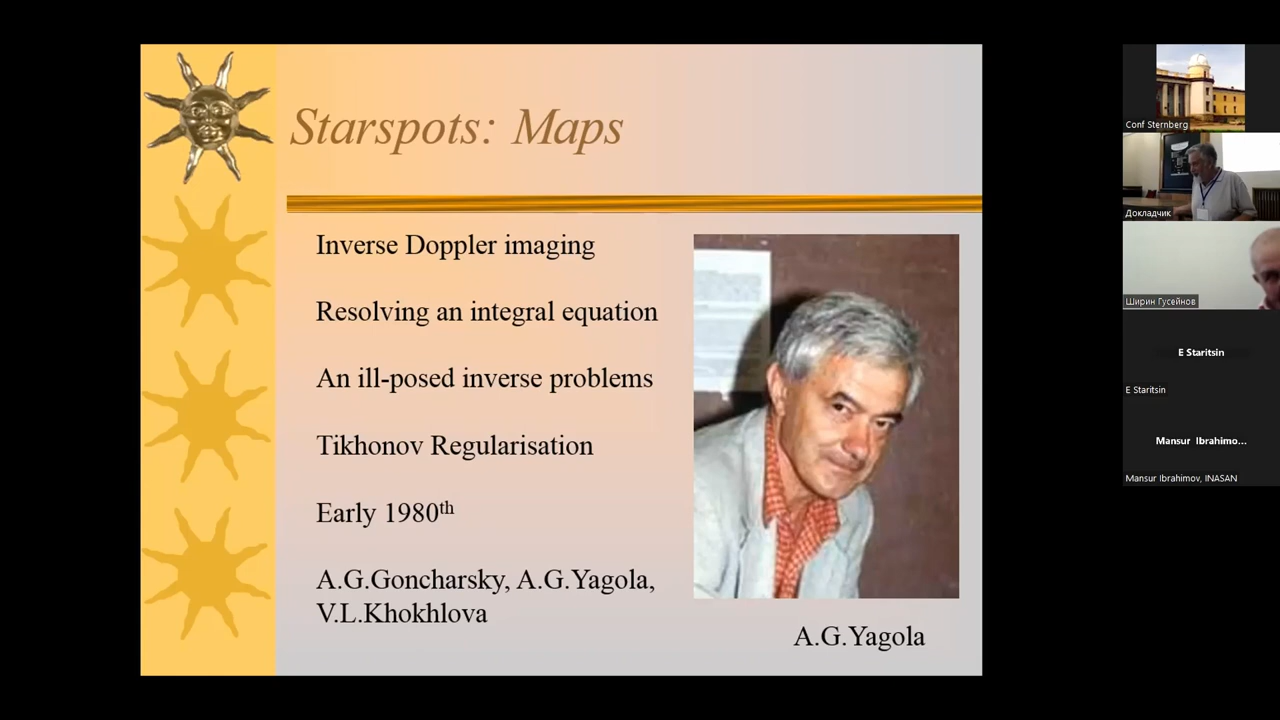 Starspots: Maps
Inverse Doppler imaging
Resolving an integral equation
An ill-posed inverse problems
Tikhonov Regularisation
Early 1980th
A.G.Goncharsky, A.G.Yagola,
V.L.Khokhlova
A.G.Yagola
Conf Sternberg
Докладчик
Ширин Гусейнов
E Staritsin
E Staritsin
Mansur Ibrahimo...
Mansur Ibrahimov, INASAN